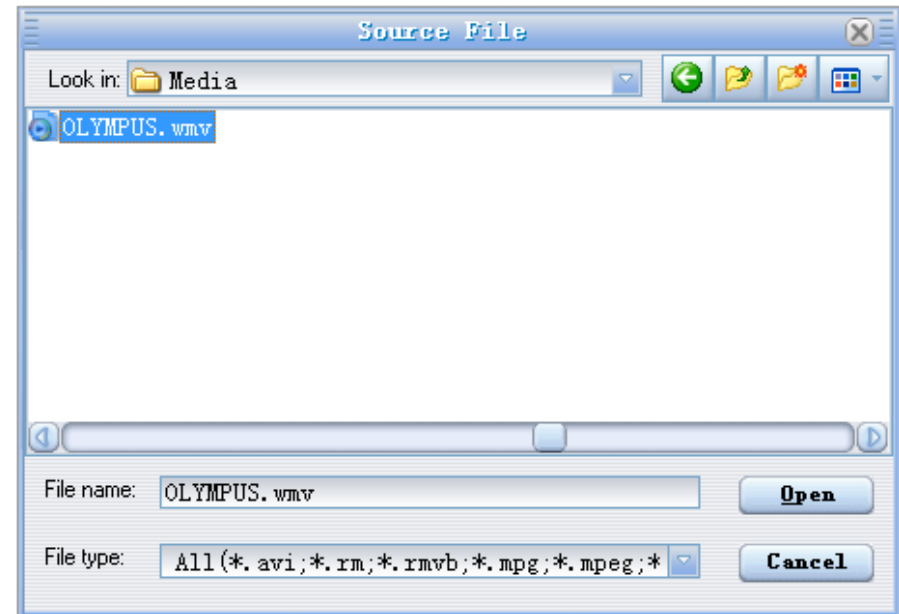 Source File
Look in: Media
OLYMPUS.wmv
File name: OLYMPUS.wmv
Open
File type: All(*.avi;*.rm;*.rmvb;*.mpg;*.mpeg;*
Cancel